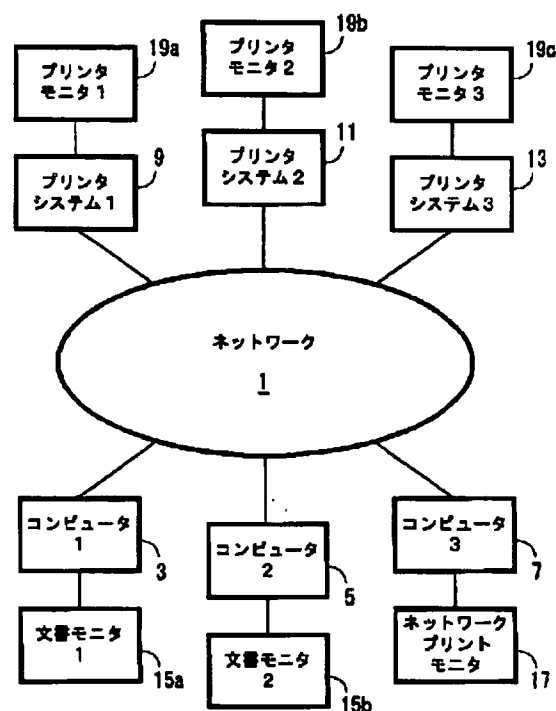 19a
19b
19c
プリンタ
モニタ1
プリンタ
モニタ2
プリンタ
モニタ3
9
11
13
プリンタ
システム1
プリンタ
システム2
プリンタ
システム3
ネットワーク
1
コンピュータ
1
コンピュータ
2
コンピュータ
3
3
5
7
文書モニタ
1
文書モニタ
2
ネットワーク
プリント
モニタ
15a
15b
17